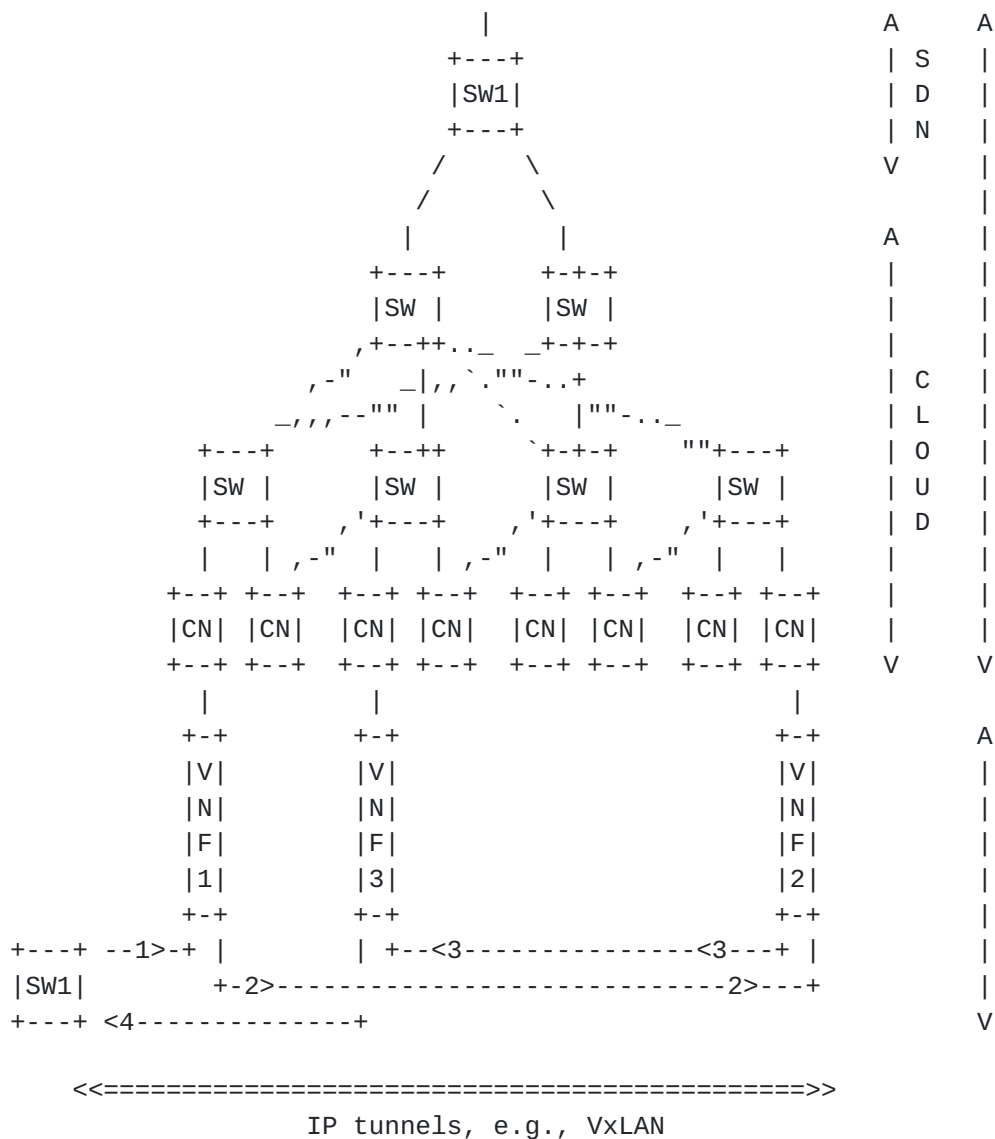 S
SW1 D
N
SW SW
C
L
O
SW SW SW SW U
D
CN CN CN CN CN CN CN CN
V V V
N N N
F F F
1 3 2
--1>-+ +--<3---------------<3---+
SW1 +-2>-----------------------------2>---+
<4--------------+
<<=============================================>>
IP tunnels, e.g., VxLAN